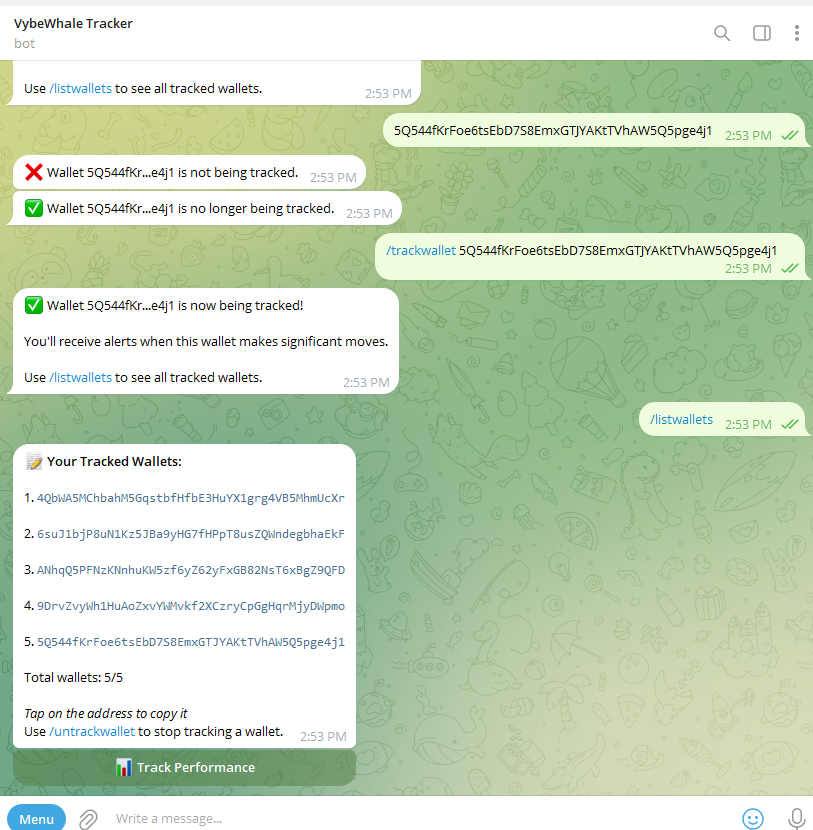 VybeWhale Tracker
bot
Use /listwallets to see all tracked wallets.
2:53 PM
5Q544fKrFoe6tsEbD7S8EmxGTJYAKtTVhAW5Q5pge4j1 2:53 PM
❌ Wallet 5Q544fKr...e4j1 is not being tracked. 2:53 PM
✅ Wallet 5Q544fKr...e4j1 is no longer being tracked. 2:53 PM
/trackwallet 5Q544fKrFoe6tsEbD7S8EmxGTJYAKtTVhAW5Q5pge4j1
2:53 PM
✅ Wallet 5Q544fKr...e4j1 is now being tracked!
You'll receive alerts when this wallet makes significant moves.
Use /listwallets to see all tracked wallets.
2:53 PM
/listwallets 2:53 PM
📝 Your Tracked Wallets:
1. 4QbWA5MChbahM5GqstbfHfbE3HuYX1grg4VB5MhmUcXr
2. 6suJ1bjP8uN1Kz5JBa9yHG7fHPpT8usZQWndegbhaEkF
3. ANhqQ5PFNzKNnhuKW5zf6yZ62yFxGB82NsT6xBgZ9QFD
4. 9DrvZvyWh1HuAoZxvYWMvkf2XCzryCpGgHqrMjyDWpmo
5. 5Q544fKrFoe6tsEbD7S8EmxGTJYAKtTVhAW5Q5pge4j1
Total wallets: 5/5
Tap on the address to copy it
Use /untrackwallet to stop tracking a wallet. 2:53 PM
📊 Track Performance
Menu
Write a message...